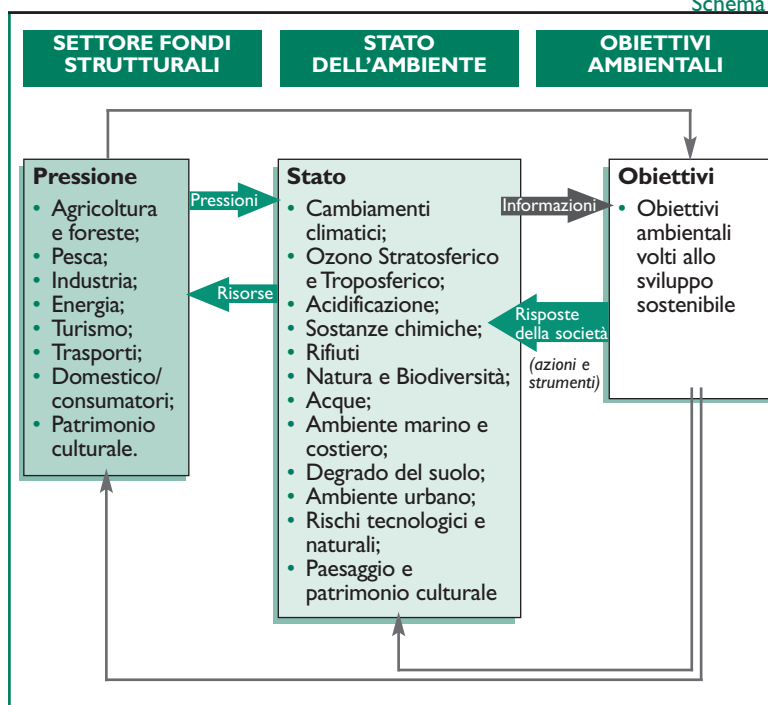 Schema
SETTORE FONDI
STRUTTURALI
STATO
DELL'AMBIENTE
OBIETTIVI
AMBIENTALI
Pressione
• Agricoltura
e foreste;
• Pesca;
• Industria;
• Energia;
• Turismo;
• Trasporti;
• Domestico/
consumatori;
• Patrimonio
culturale.
Pressioni
Risorse
Stato
• Cambiamenti
climatici;
• Ozono Stratosferico
e Troposferico;
• Acidificazione;
• Sostanze chimiche;
• Rifiuti
• Natura e Biodiversità;
• Acque;
• Ambiente marino e
costiero;
• Degrado del suolo;
• Ambiente urbano;
• Rischi tecnologici e
naturali;
• Paesaggio e
patrimonio culturale
Informazioni
Risposte
della società
(azioni e
strumenti)
Obiettivi
• Obiettivi
ambientali
volti allo
sviluppo
sostenibile